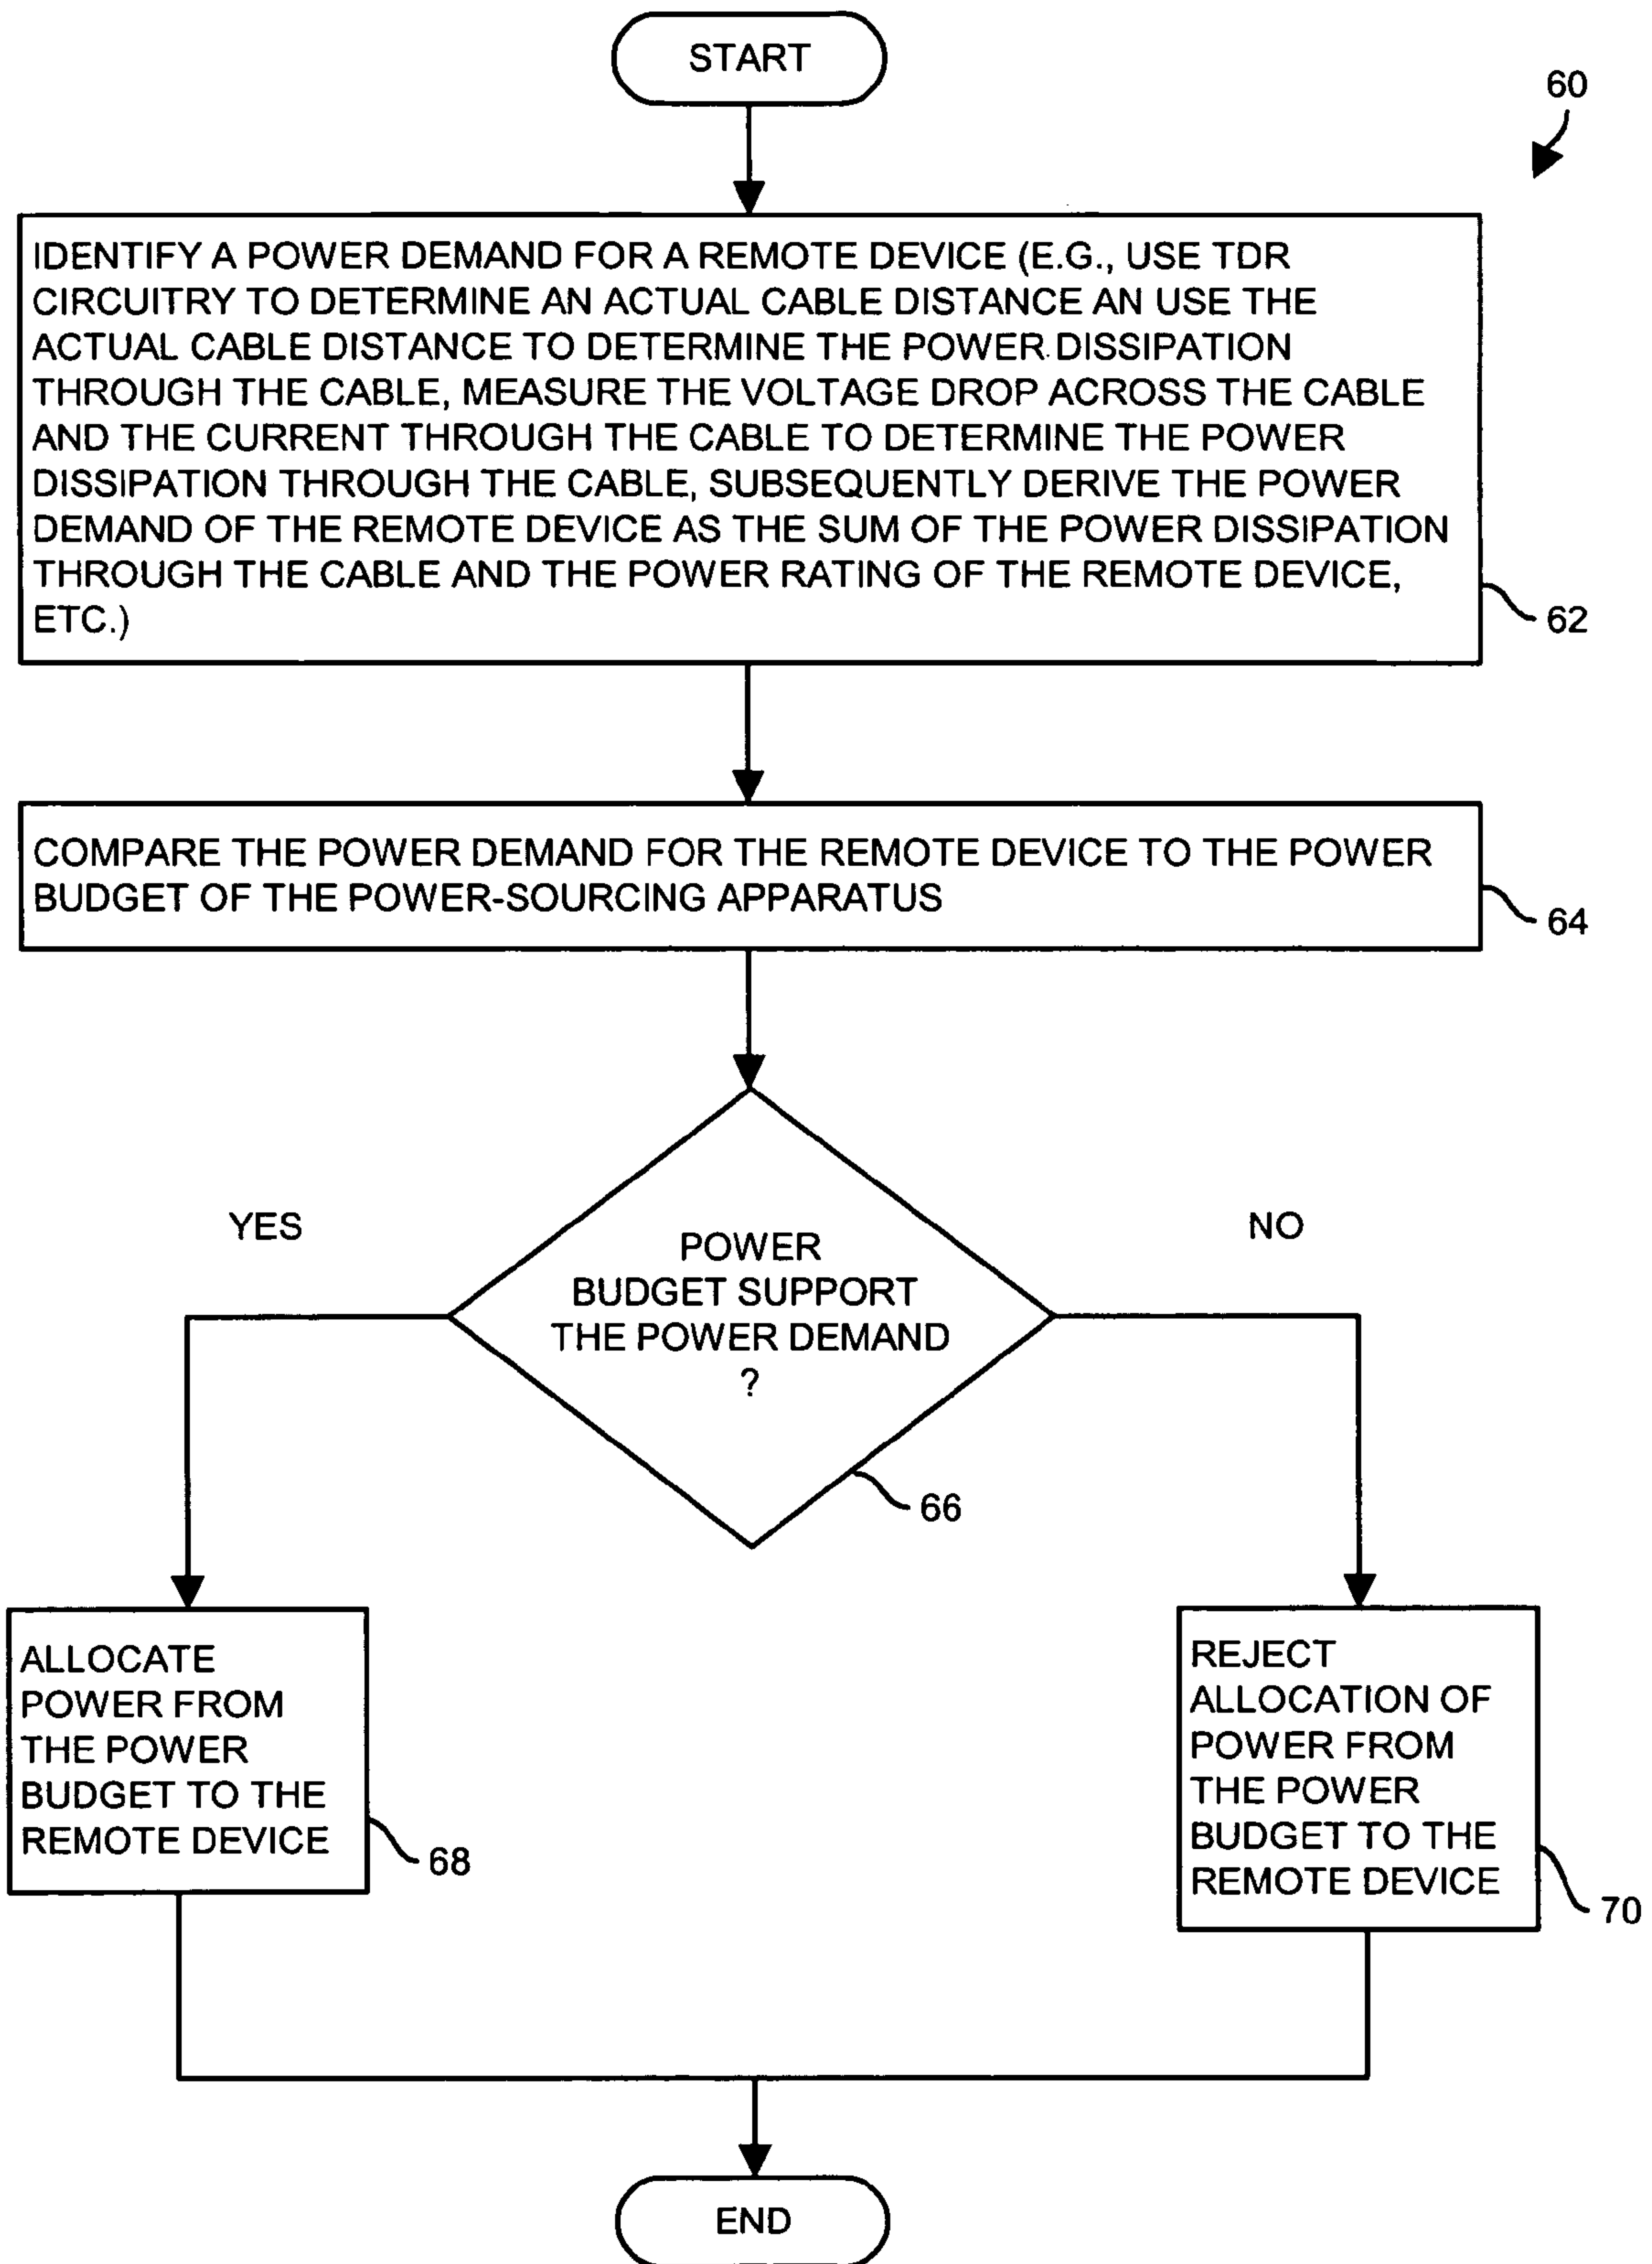 START
60
IDENTIFY A POWER DEMAND FOR A REMOTE DEVICE (E.G., USE TDR
CIRCUITRY TO DETERMINE AN ACTUAL CABLE DISTANCE AN USE THE
ACTUAL CABLE DISTANCE TO DETERMINE THE POWER DISSIPATION
THROUGH THE CABLE, MEASURE THE VOLTAGE DROP ACROSS THE CABLE
AND THE CURRENT THROUGH THE CABLE TO DETERMINE THE POWER
DISSIPATION THROUGH THE CABLE, SUBSEQUENTLY DERIVE THE POWER
DEMAND OF THE REMOTE DEVICE AS THE SUM OF THE POWER DISSIPATION
THROUGH THE CABLE AND THE POWER RATING OF THE REMOTE DEVICE,
ETC.)
62
COMPARE THE POWER DEMAND FOR THE REMOTE DEVICE TO THE POWER
BUDGET OF THE POWER-SOURCING APPARATUS
64
YES
NO
POWER
BUDGET SUPPORT
THE POWER DEMAND
?
66
ALLOCATE
POWER FROM
THE POWER
BUDGET TO THE
REMOTE DEVICE
68
REJECT
ALLOCATION OF
POWER FROM
THE POWER
BUDGET TO THE
REMOTE DEVICE
70
END